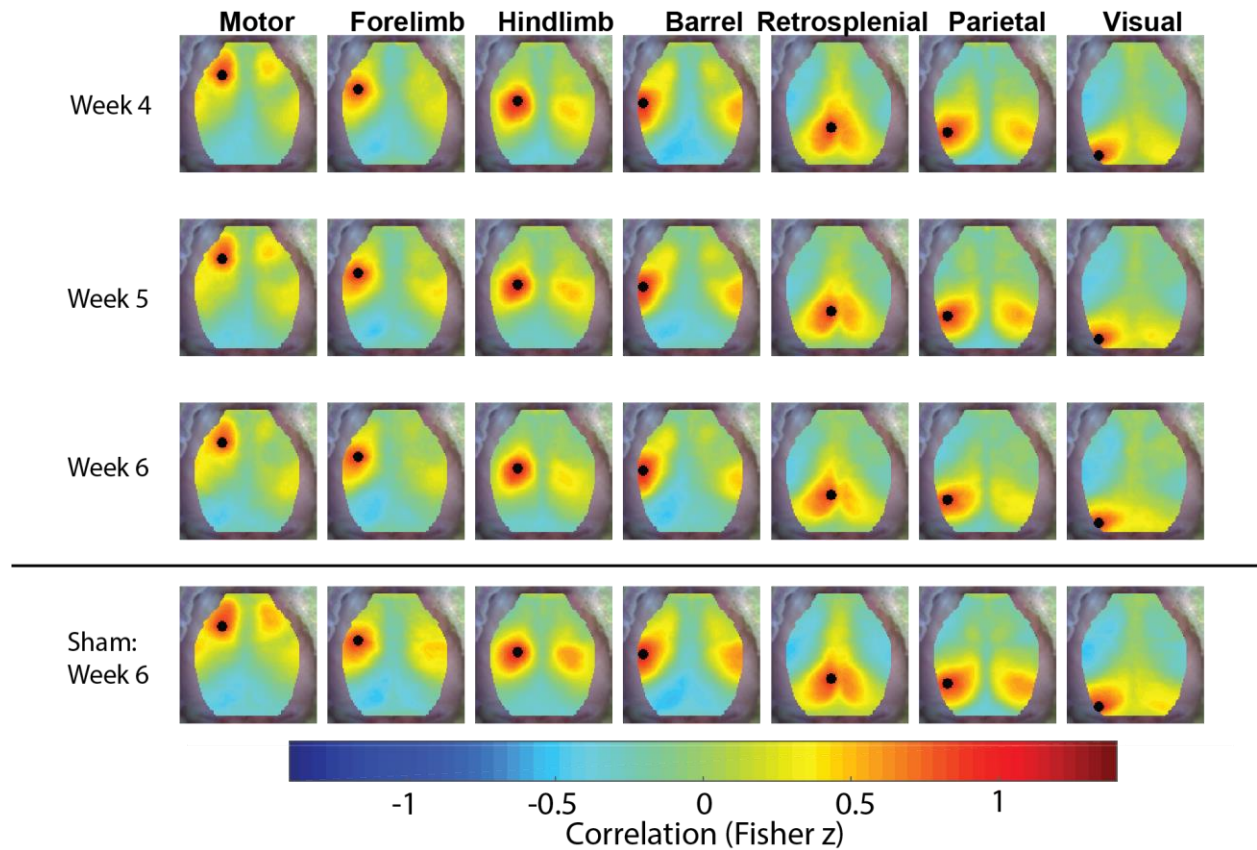 Motor Forelimb Hindlimb Barrel Retrosplenial Parietal Visual
Week 4
Week 5
Week 6
Sham:
Week 6
-1 -0.5 0 0.5 1
Correlation (Fisher z)